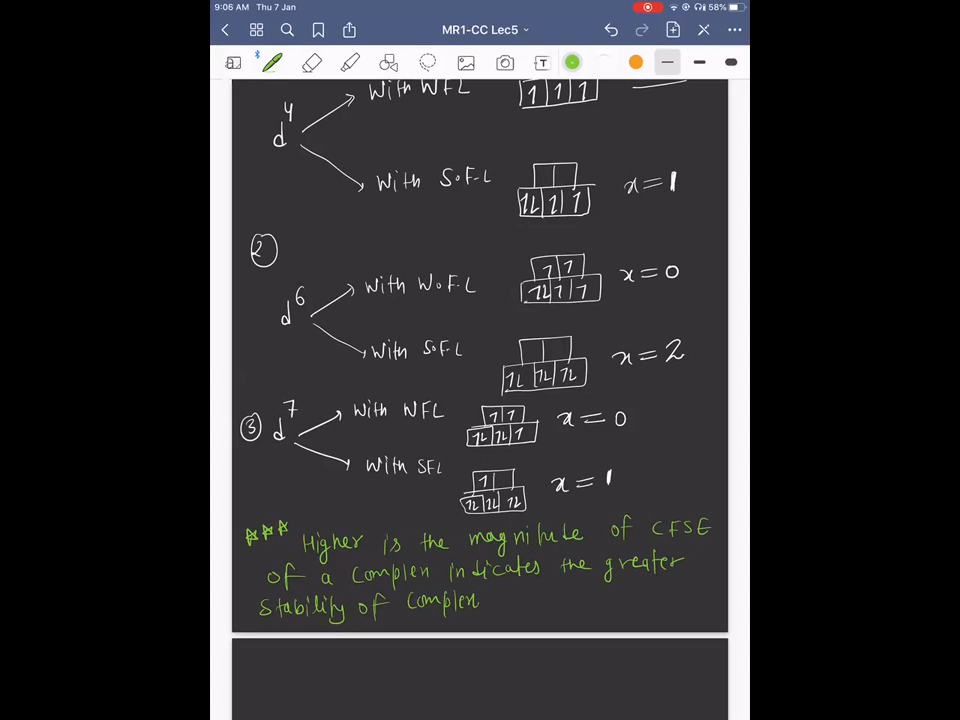 9:06 AM Thu 7 Jan
58%
MR1-CC Lec5
T
With WFL
1 1 1
d4
With S.F.L
1L 1 1
x = 1
2
With W.F.L
1 1
1L 1 1
x = 0
d6
With S.F.L
1L 1L 1L
x = 2
3 d7
With WFL
1 1
1L 1L 1
x = 0
With SFL
1
1L 1L 1L
x = 1
Higher is the magnitude of CFSE
of a Complen indicates the greater
Stability of Complen